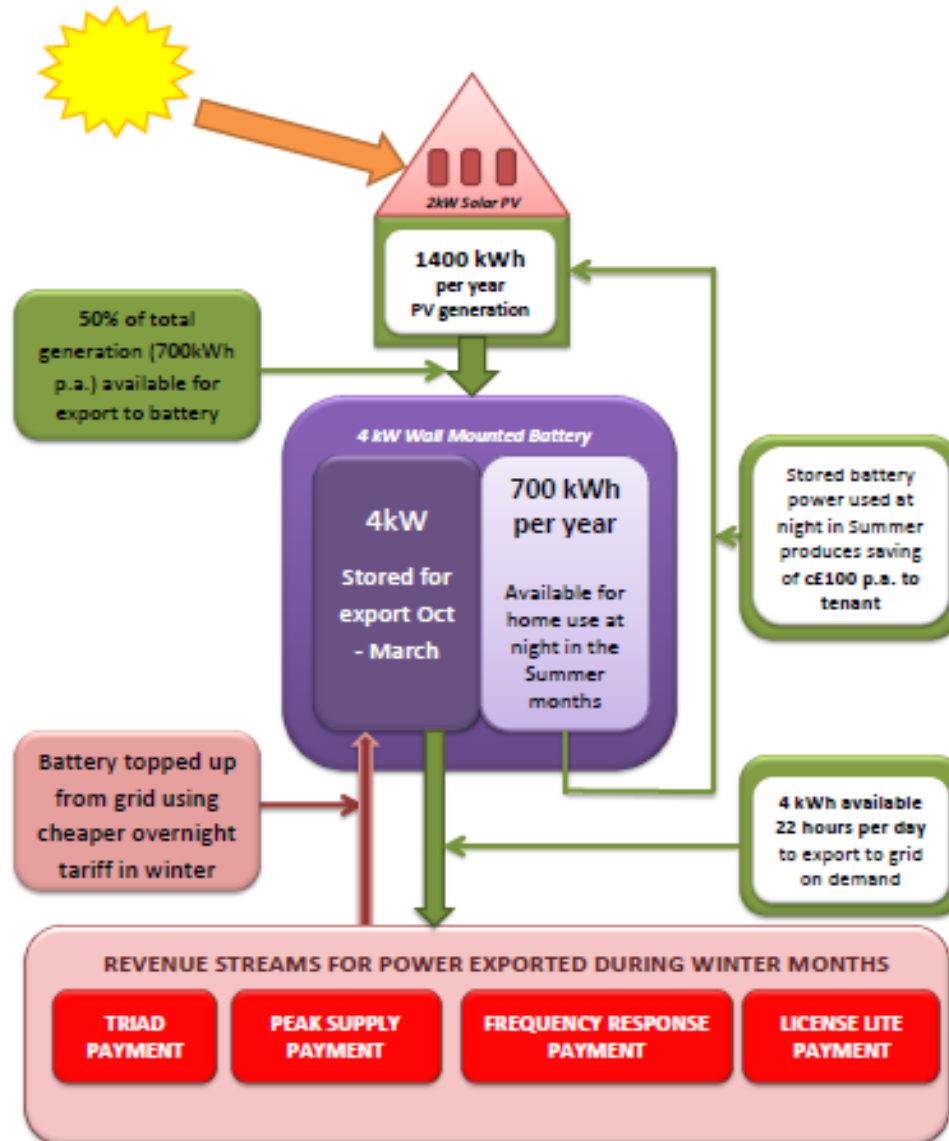 2kW Solar PV
1400 kWh
per year
PV generation
50% of total
generation (700kWh
p.a.) available for
export to battery
4 kW Wall Mounted Battery
4kW
Stored for
export Oct
- March
700 kWh
per year
Available for
home use at
night in the
Summer
months
Stored battery
power used at
night in Summer
produces saving
of c£100 p.a. to
tenant
Battery topped up
from grid using
cheaper overnight
tariff in winter
4 kWh available
22 hours per day
to export to grid
on demand
REVENUE STREAMS FOR POWER EXPORTED DURING WINTER MONTHS
TRIAD
PAYMENT
PEAK SUPPLY
PAYMENT
FREQUENCY RESPONSE
PAYMENT
LICENSE LITE
PAYMENT